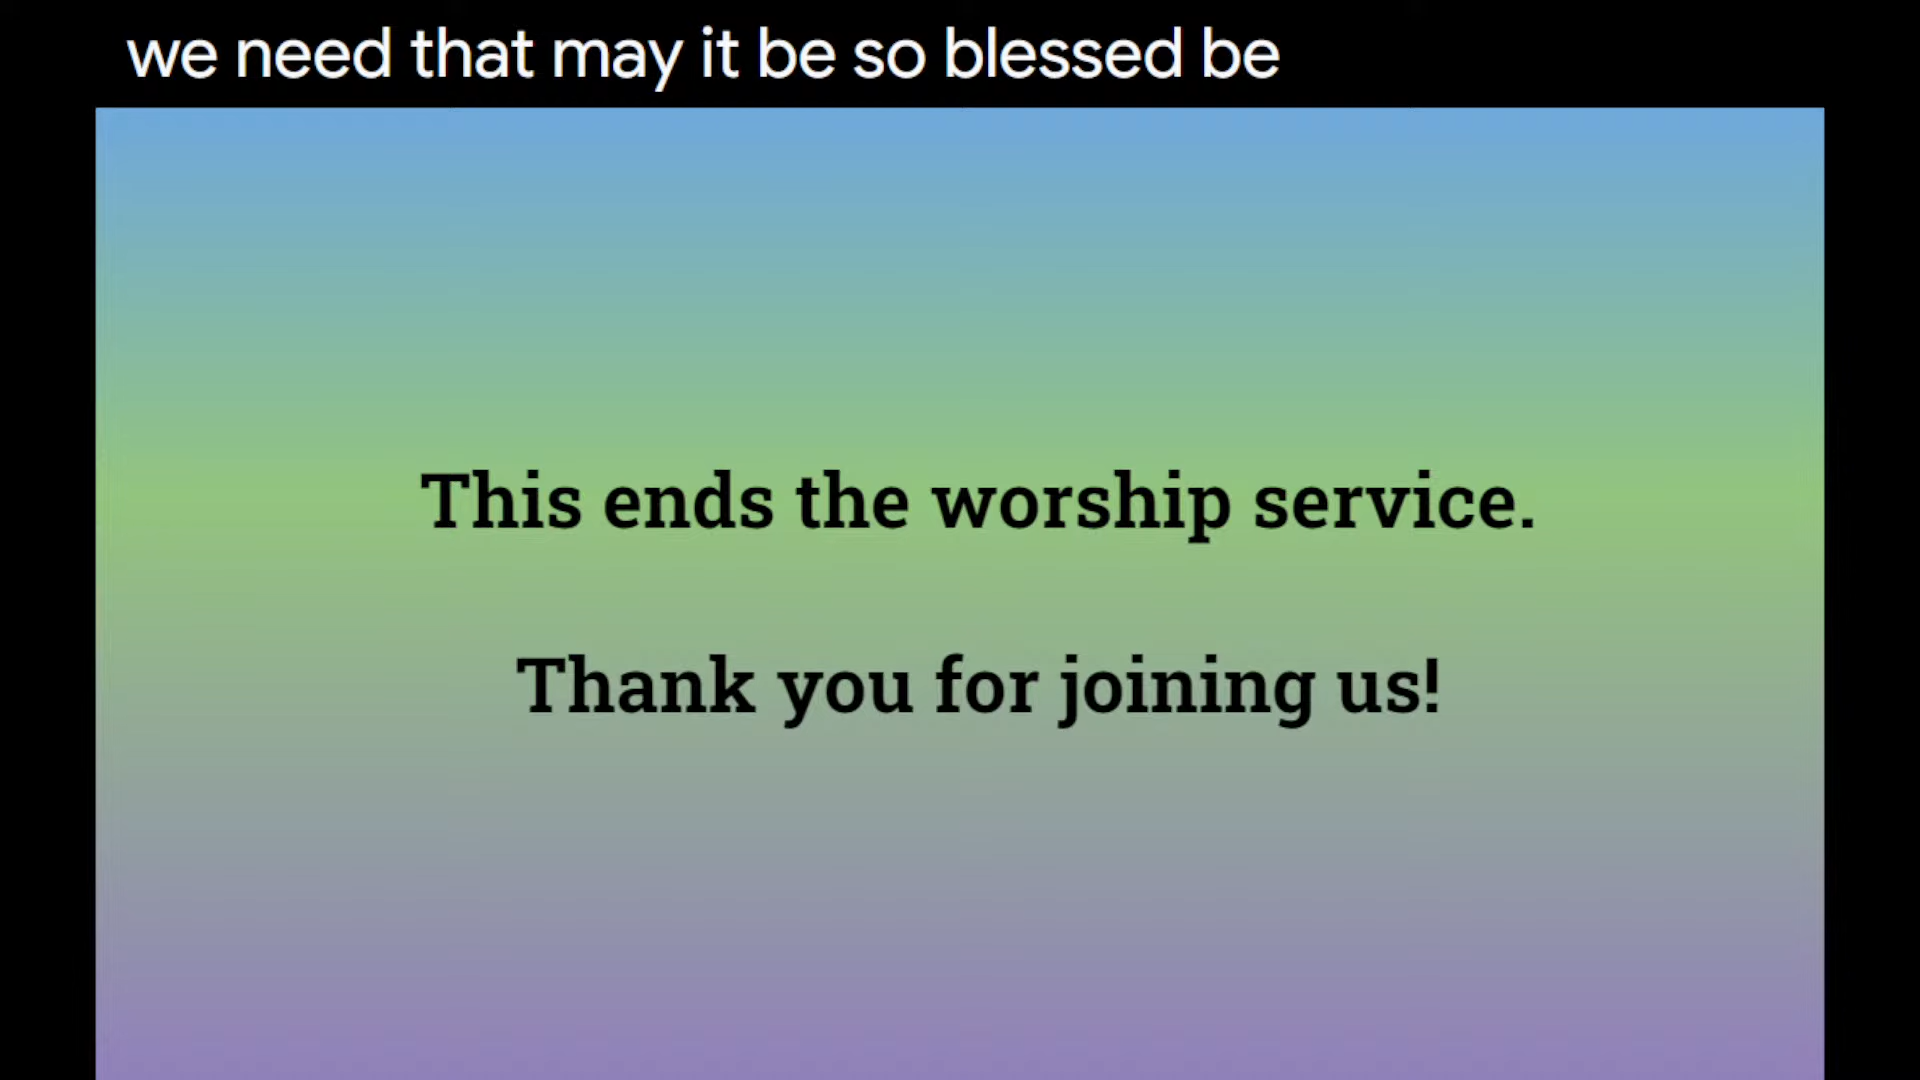 we need that may it be so blessed be
This ends the worship service.
Thank you for joining us!